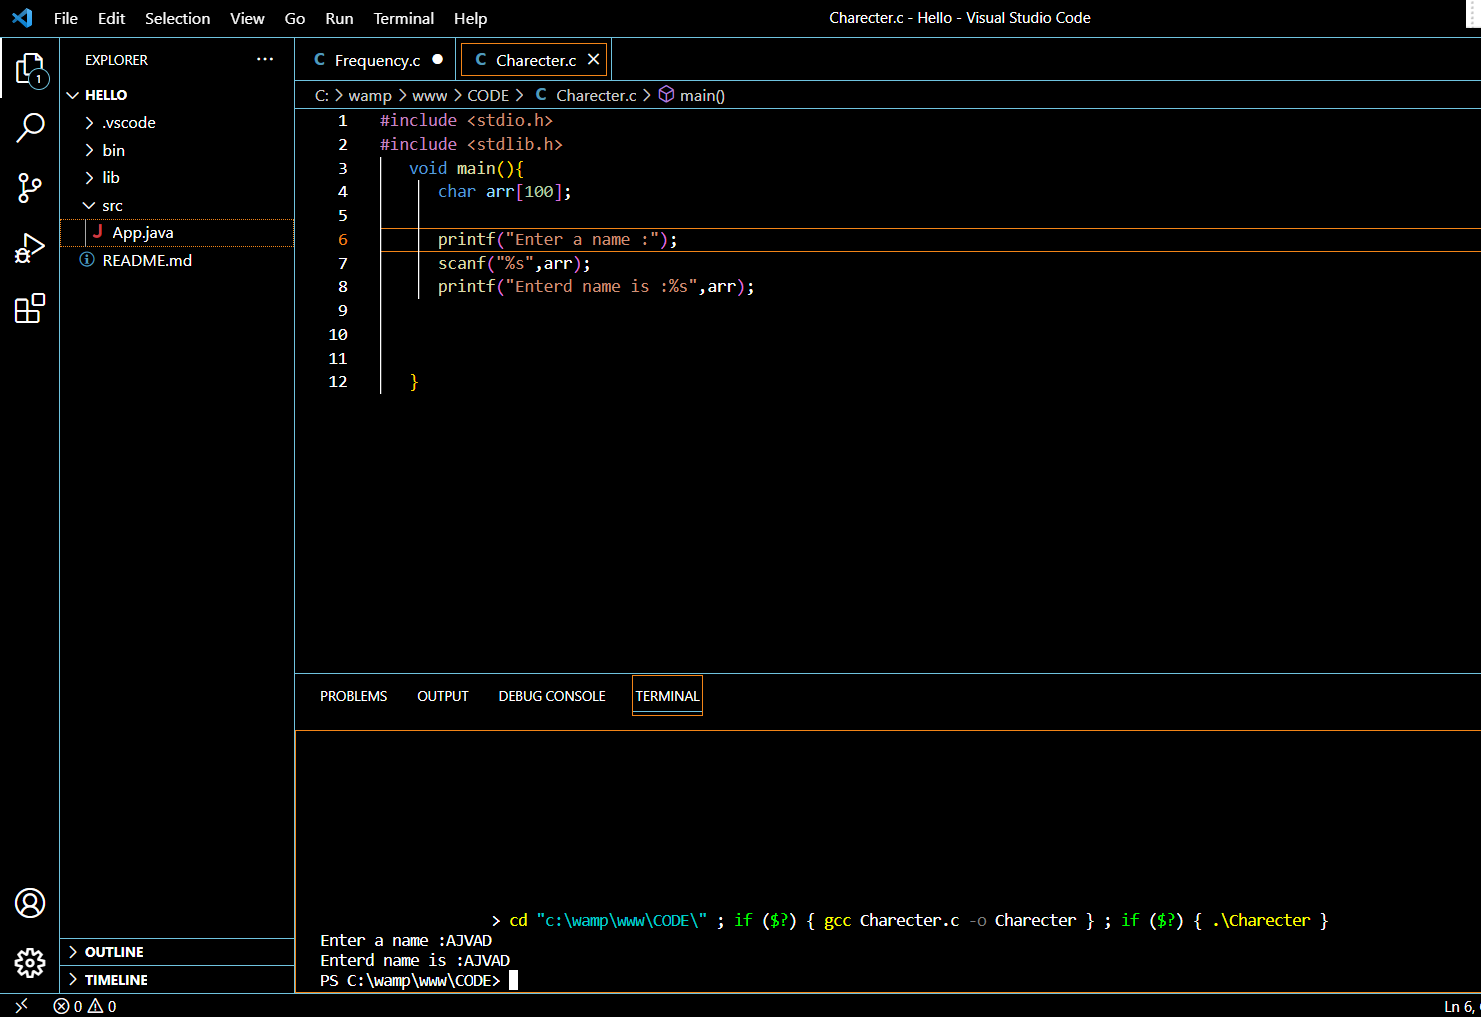 File Edit Selection View Go Run Terminal Help
Charecter.c - Hello - Visual Studio Code
1
EXPLORER ···
HELLO
.vscode
bin
lib
src
J App.java
README.md
OUTLINE
TIMELINE
C Frequency.c ●
C Charecter.c ×
C: > wamp > www > CODE > C Charecter.c > main()
1 #include <stdio.h>
2 #include <stdlib.h>
3 void main(){
4 char arr[100];
5
6 printf("Enter a name :");
7 scanf("%s",arr);
8 printf("Enterd name is :%s",arr);
9
10
11
12 }
PROBLEMS OUTPUT DEBUG CONSOLE TERMINAL
> cd "c:\wamp\www\CODE\" ; if ($?) { gcc Charecter.c -o Charecter } ; if ($?) { .\Charecter }
Enter a name :AJVAD
Enterd name is :AJVAD
PS C:\wamp\www\CODE>
0 0
Ln 6,